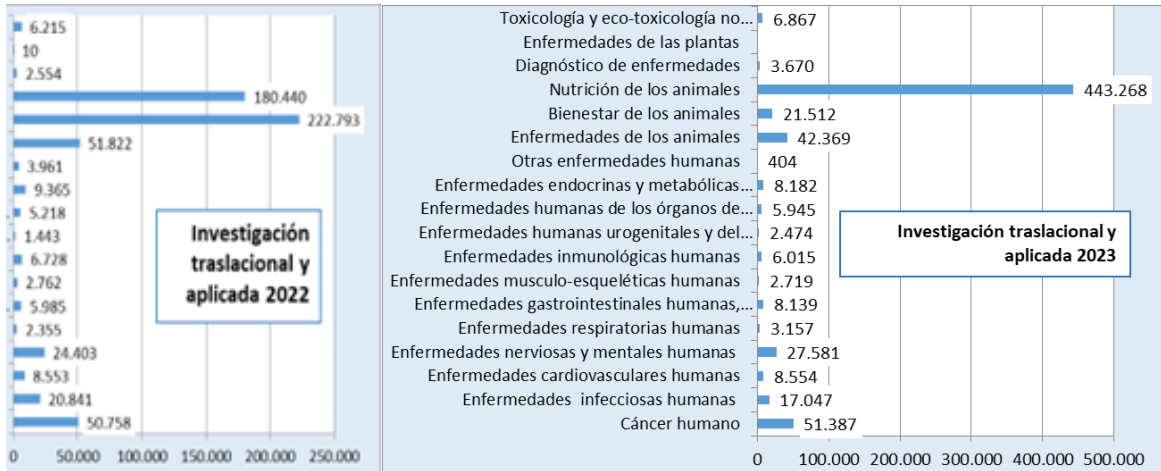 6.215
10
2.554
180.440
222.793
51.822
3.961
9.365
5.218
1.443
6.728
2.762
5.985
2.355
24.403
8.553
20.841
50.758
Investigación
traslacional y
aplicada 2022
0 50.000 100.000 150.000 200.000 250.000
Toxicología y eco-toxicología no... 6.867
Enfermedades de las plantas
Diagnóstico de enfermedades 3.670
Nutrición de los animales 443.268
Bienestar de los animales 21.512
Enfermedades de los animales 42.369
Otras enfermedades humanas 404
Enfermedades endocrinas y metabólicas... 8.182
Enfermedades humanas de los órganos de... 5.945
Enfermedades humanas urogenitales y del... 2.474
Enfermedades inmunológicas humanas 6.015
Enfermedades musculo-esqueléticas humanas 2.719
Enfermedades gastrointestinales humanas,... 8.139
Enfermedades respiratorias humanas 3.157
Enfermedades nerviosas y mentales humanas 27.581
Enfermedades cardiovasculares humanas 8.554
Enfermedades infecciosas humanas 17.047
Cáncer humano 51.387
Investigación traslacional y
aplicada 2023
0 100.000 200.000 300.000 400.000 500.000